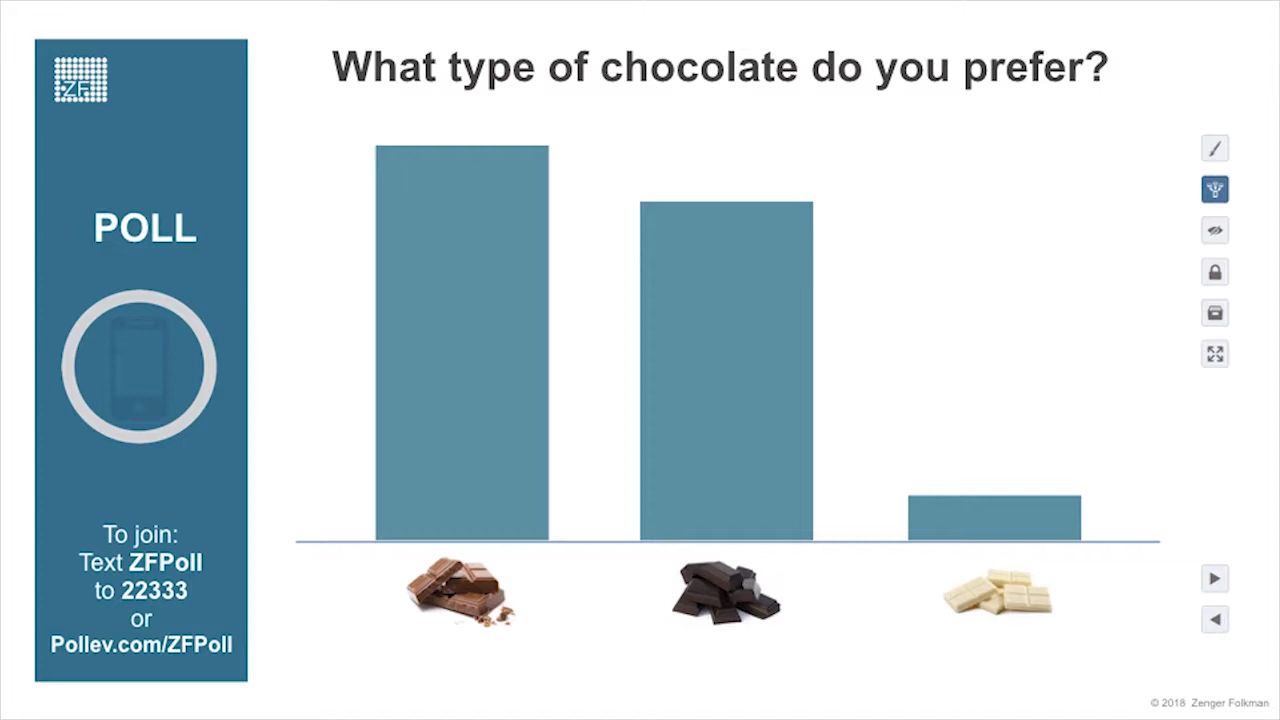 ZF
What type of chocolate do you prefer?
POLL
To join:
Text ZFPoll
to 22333
or
Pollev.com/ZFPoll
© 2018 Zenger Folkman